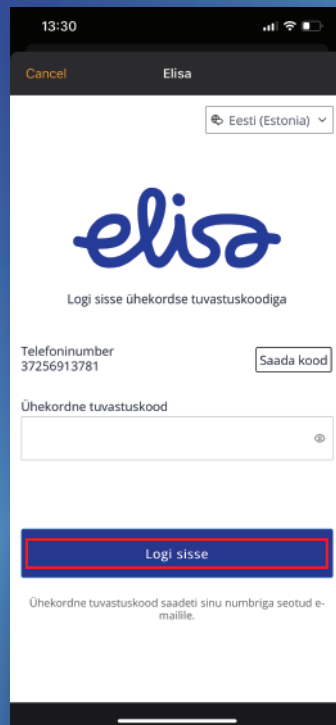 13:30
Cancel
Elisa
Eesti (Estonia)
elisa
Logi sisse ühekordse tuvastuskoodiga
Telefoninumber
37256913781
Saada kood
Ühekordne tuvastuskood
Logi sisse
Ühekordne tuvastuskood saadeti sinu numbriga seotud e-
mailile.